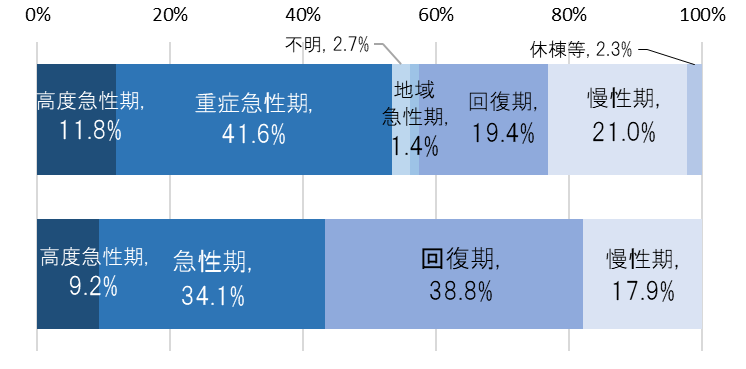 0% 20% 40% 60% 80% 100%
不明, 2.7%
休棟等, 2.3%
高度急性期,
11.8%
重症急性期,
41.6%
地域
急性期,
1.4%
回復期,
19.4%
慢性期,
21.0%
高度急性期,
9.2%
急性期,
34.1%
回復期,
38.8%
慢性期,
17.9%